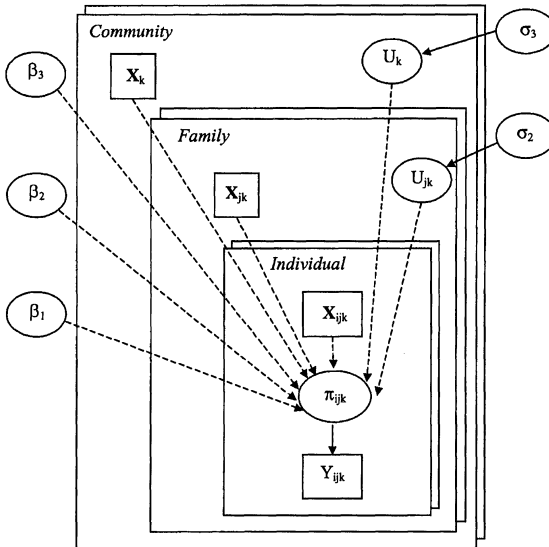 Community
σ₃
U_k
β₃
X_k
Family
σ₂
U_jk
X_jk
β₂
Individual
β₁
X_ijk
π_ijk
Y_ijk